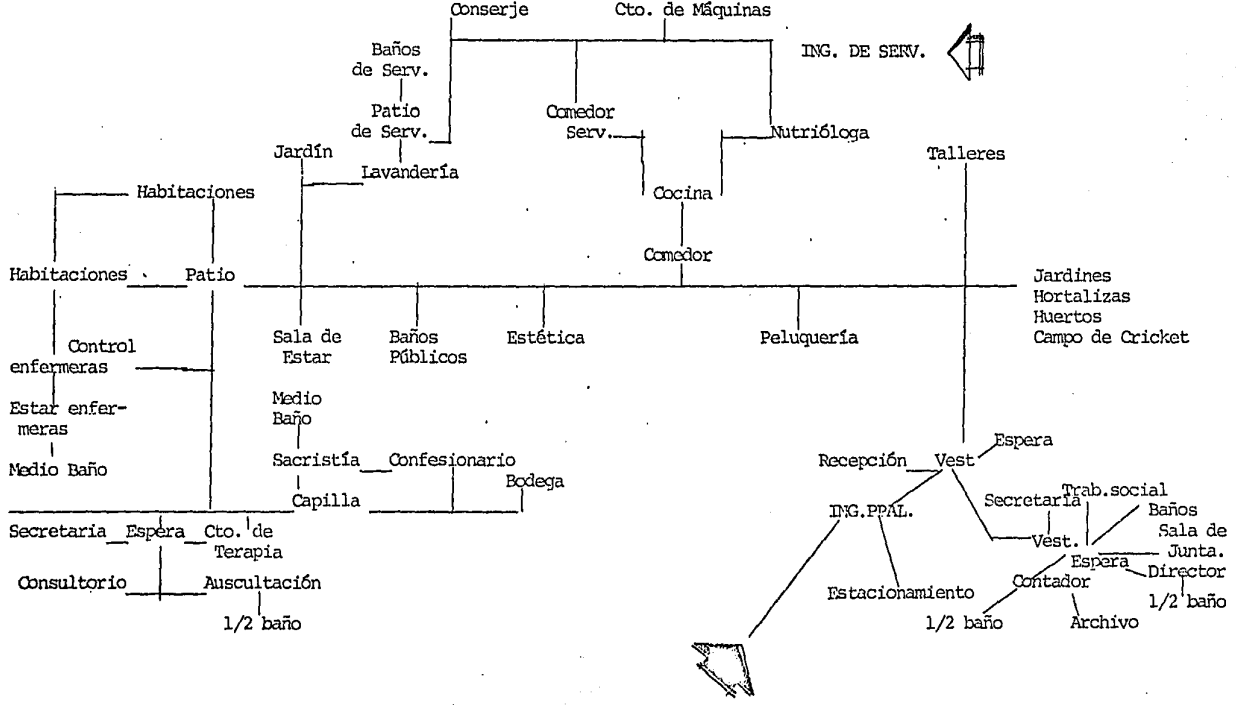 Conserje
Cto. de Máquinas
ING. DE SERV.
Baños
de Serv.
Patio
de Serv.
Comedor
Serv.
Nutrióloga
Jardín
Lavandería
Talleres
Habitaciones
Cocina
Comedor
Habitaciones
Patio
Jardines
Hortalizas
Huertos
Campo de Cricket
Sala de
Estar
Baños
Públicos
Estética
Peluquería
Control
enfermeras
Estar enfer-
meras
Medio Baño
Medio
Baño
Sacristía
Confesionario
Bodega
Capilla
Secretaria
Espera
Cto. de
Terapia
Consultorio
Auscultación
1/2 baño
Espera
Recepción
Vest
ING.PPAL.
Estacionamiento
Secretaría
Trab.social
Baños
Sala de
Junta.
Vest.
Espera
Director
1/2 baño
Contador
1/2 baño
Archivo